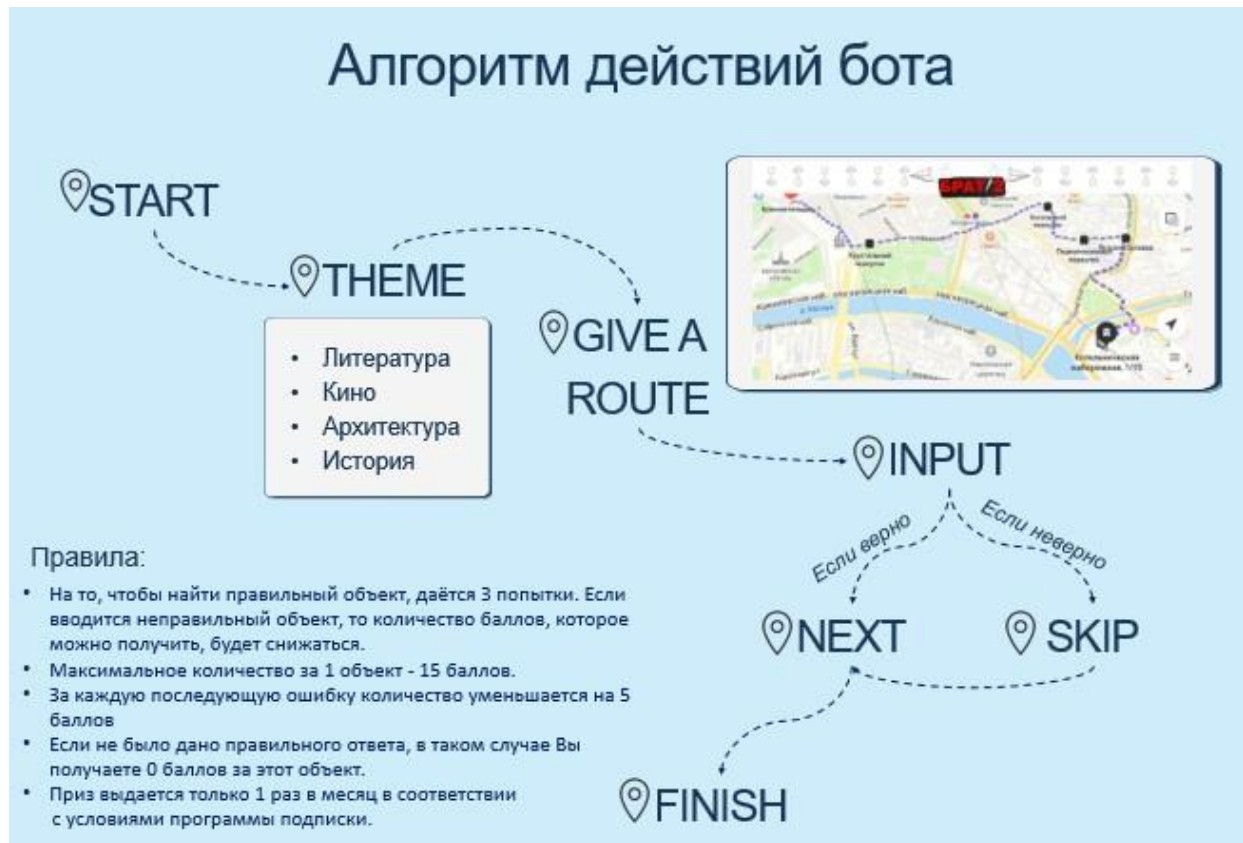 Алгоритм действий бота
START
THEME
• Литература
• Кино
• Архитектура
• История
GIVE A
ROUTE
БРАТ 2
Котельническая
набережная, 1/15
INPUT
Если верно
Если неверно
NEXT
SKIP
FINISH
Правила:
• На то, чтобы найти правильный объект, даётся 3 попытки. Если
вводится неправильный объект, то количество баллов, которое
можно получить, будет снижаться.
• Максимальное количество за 1 объект - 15 баллов.
• За каждую последующую ошибку количество уменьшается на 5
баллов
• Если не было дано правильного ответа, в таком случае Вы
получаете 0 баллов за этот объект.
• Приз выдается только 1 раз в месяц в соответствии
с условиями программы подписки.